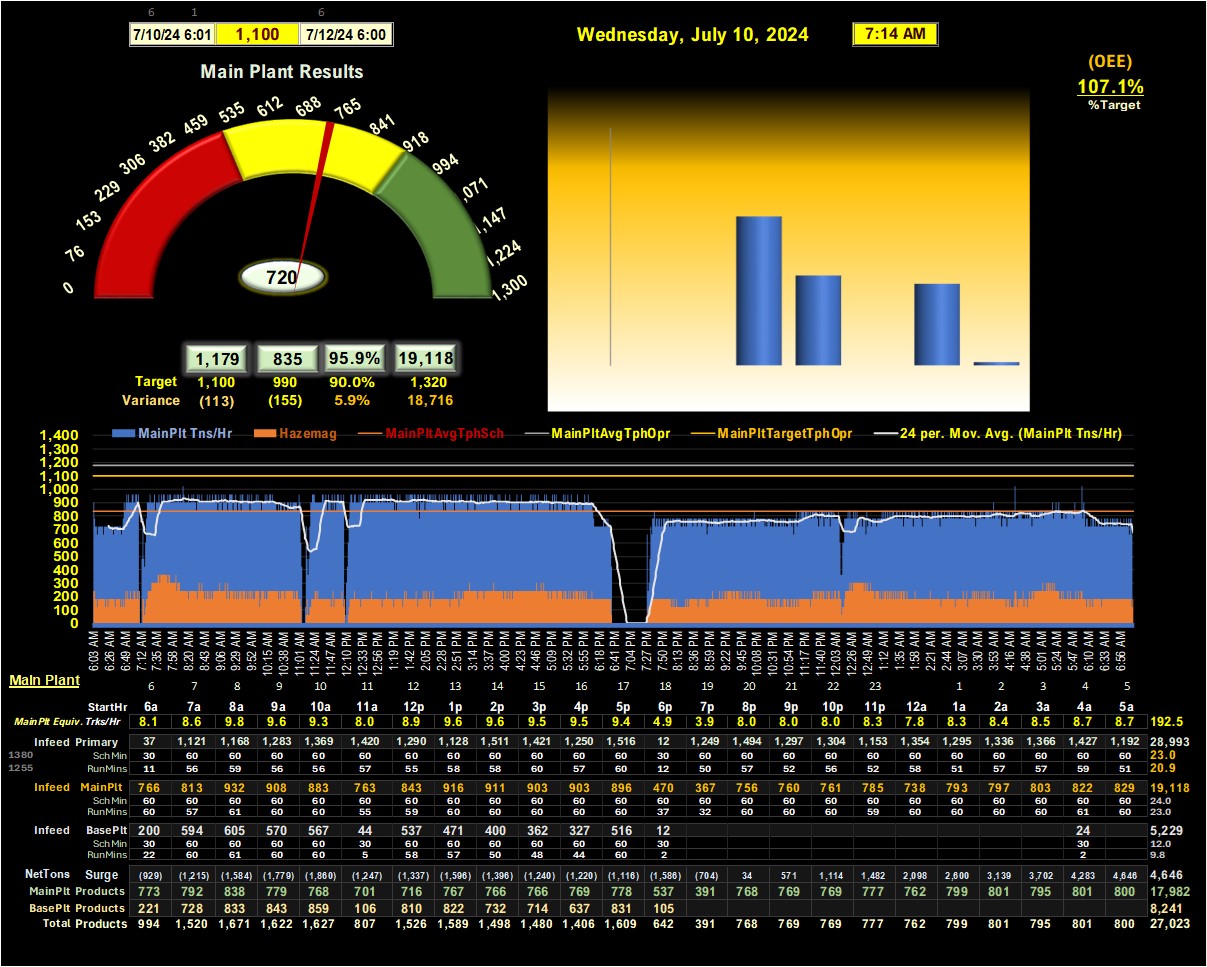 6 1 6
7/10/24 6:01 1,100 7/12/24 6:00
Wednesday, July 10, 2024 7:14 AM
(OEE)
107.1%
%Target
Main Plant Results
0 76 153 229 306 382 459 535 612 688 765 841 918 994 ,071 ,147 ,224 ,300
720
1,179 835 95.9% 19,118
Target 1,100 990 90.0% 1,320
Variance (113) (155) 5.9% 18,716
MainPlt Tns/Hr Hazemag MainPltAvgTphSch MainPltAvgTphOpr MainPltTargetTphOpr 24 per. Mov. Avg. (MainPlt Tns/Hr)
1,400
1,300
1,200
1,100
1,000
900
800
700
600
500
400
300
200
100
0
6:03 AM 6:26 AM 6:49 AM 7:12 AM 7:35 AM 7:58 AM 8:20 AM 8:43 AM 9:06 AM 9:29 AM 9:52 AM 10:15 AM 10:38 AM 11:01 AM 11:24 AM 11:47 AM 12:10 PM 12:33 PM 12:56 PM 1:19 PM 1:42 PM 2:05 PM 2:28 PM 2:51 PM 3:14 PM 3:37 PM 4:00 PM 4:23 PM 4:46 PM 5:09 PM 5:32 PM 5:55 PM 6:18 PM 6:41 PM 7:04 PM 7:27 PM 7:50 PM 8:13 PM 8:36 PM 8:59 PM 9:22 PM 9:45 PM 10:08 PM 10:31 PM 10:54 PM 11:17 PM 11:40 PM 12:03 AM 12:26 AM 12:49 AM 1:12 AM 1:35 AM 1:58 AM 2:21 AM 2:44 AM 3:07 AM 3:30 AM 3:53 AM 4:16 AM 4:38 AM 5:01 AM 5:24 AM 5:47 AM 6:10 AM 6:33 AM 6:56 AM
Main Plant
6 7 8 9 10 11 12 13 14 15 16 17 18 19 20 21 22 23 1 2 3 4 5
StartHr 6a 7a 8a 9a 10a 11a 12p 1p 2p 3p 4p 5p 6p 7p 8p 9p 10p 11p 12a 1a 2a 3a 4a 5a
MainPlt Equiv. Trks/Hr 8.1 8.6 9.8 9.6 9.3 8.0 8.9 9.6 9.6 9.5 9.5 9.4 4.9 3.9 8.0 8.0 8.0 8.3 7.8 8.3 8.4 8.5 8.7 8.7 192.5
Infeed Primary 37 1,121 1,168 1,283 1,369 1,420 1,290 1,128 1,511 1,421 1,250 1,516 12 1,249 1,494 1,297 1,304 1,153 1,354 1,295 1,336 1,366 1,427 1,192 28,993
1380 Sch Min 30 60 60 60 60 60 60 60 60 60 60 60 30 60 60 60 60 60 60 60 60 60 60 60 23.0
1255 RunMins 11 56 59 56 56 57 55 58 58 60 57 60 12 50 57 52 56 52 58 51 57 57 59 51 20.9
Infeed MainPlt 766 813 932 908 883 763 843 916 911 903 903 896 470 367 756 760 761 785 738 793 797 803 822 829 19,118
Sch Min 60 60 60 60 60 60 60 60 60 60 60 60 60 60 60 60 60 60 60 60 60 60 60 60 24.0
RunMins 60 57 61 60 60 55 59 60 60 60 60 60 37 32 60 60 60 59 60 60 60 60 61 60 23.0
Infeed BasePlt 200 594 605 570 567 44 537 471 400 362 327 516 12 24 5,229
Sch Min 30 60 60 60 60 30 60 60 60 60 60 60 30 30 12.0
RunMins 22 60 61 60 60 5 58 57 50 48 44 60 2 2 9.8
NetTons Surge (929) (1,215) (1,584) (1,779) (1,860) (1,247) (1,337) (1,596) (1,396) (1,240) (1,220) (1,116) (1,586) (704) 34 571 1,114 1,482 2,098 2,600 3,139 3,702 4,283 4,646 4,646
MainPlt Products 773 792 838 779 768 701 716 767 766 766 769 778 537 391 768 769 769 777 762 799 801 795 801 800 17,982
BasePlt Products 221 728 833 843 859 106 810 822 732 714 637 831 105 8,241
Total Products 994 1,520 1,671 1,622 1,627 807 1,526 1,589 1,498 1,480 1,406 1,609 642 391 768 769 769 777 762 799 801 795 801 800 27,023